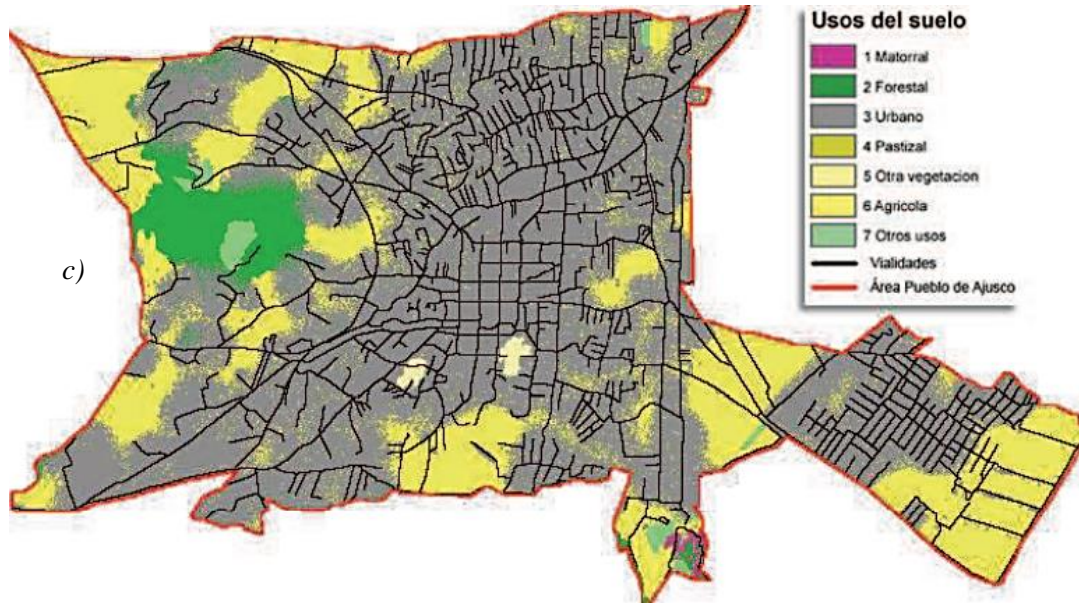 Usos del suelo
1 Matorral
2 Forestal
3 Urbano
4 Pastizal
5 Otra vegetacion
6 Agricola
7 Otros usos
Vialidades
Área Pueblo de Ajusco
c)